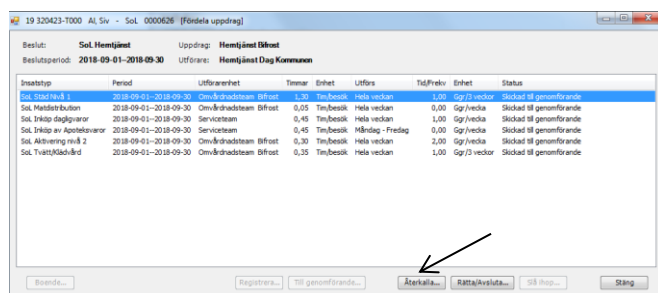 19 320423-T000 Al, Siv - SoL 0000626 [Fördela uppdrag]
Beslut: SoL Hemtjänst Uppdrag: Hemtjänst Bifrost
Beslutsperiod: 2018-09-01--2018-09-30 Utförare: Hemtjänst Dag Kommunen
Insatstyp Period Utförarenhet Timmar Enhet Utförs Tid/Frekv Enhet Status
SoL Städ Nivå 1 2018-09-01--2018-09-30 Omvårdnadsteam Bifrost 1,30 Tim/besök Hela veckan 1,00 Ggr/3 veckor Skickad til genomförande
SoL Matdistribution 2018-09-01--2018-09-30 Omvårdnadsteam Bifrost 0,05 Tim/besök Hela veckan 0,00 Ggr/vecka Skickad til genomförande
SoL Inköp dagligvaror 2018-09-01--2018-09-30 Serviceteam 0,45 Tim/besök Hela veckan 1,00 Ggr/vecka Skickad til genomförande
SoL Inköp av Apoteksvaror 2018-09-01--2018-09-30 Serviceteam 0,45 Tim/besök Måndag - Fredag 0,00 Ggr/vecka Skickad til genomförande
SoL Aktivering nivå 2 2018-09-01--2018-09-30 Omvårdnadsteam Bifrost 0,30 Tim/besök Hela veckan 2,00 Ggr/vecka Skickad til genomförande
SoL Tvätt/Klädvård 2018-09-01--2018-09-30 Omvårdnadsteam Bifrost 0,35 Tim/besök Hela veckan 1,00 Ggr/3 veckor Skickad til genomförande
Boende... Registrera... Till genomförande... Återkalla... Rätta/Avsluta... Slå ihop... Stäng